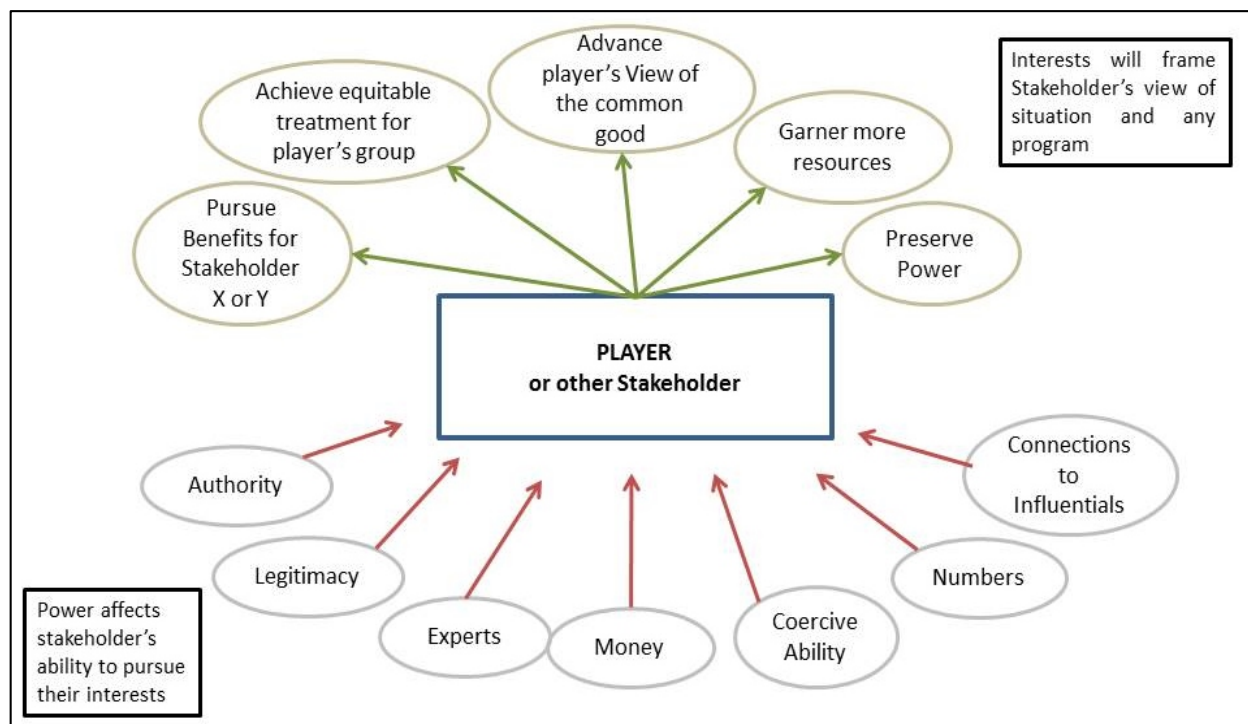 Advance
player's View of
the common
good
Achieve equitable
treatment for
player's group
Garner more
resources
Interests will frame
Stakeholder's view of
situation and any
program
Pursue
Benefits for
Stakeholder
X or Y
Preserve
Power
PLAYER
or other Stakeholder
Authority
Legitimacy
Experts
Money
Coercive
Ability
Numbers
Connections
to
Influentials
Power affects
stakeholder's
ability to pursue
their interests